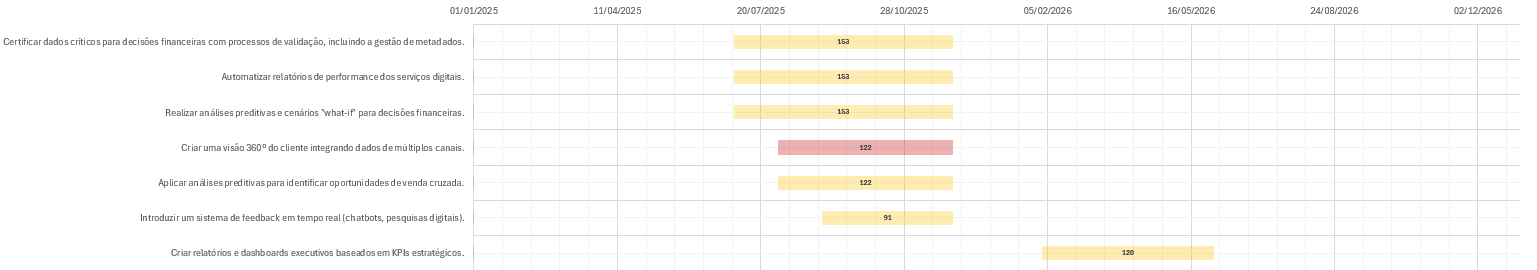 01/01/2025 11/04/2025 20/07/2025 28/10/2025 05/02/2026 16/05/2026 24/08/2026 02/12/2026
Certificar dados críticos para decisões financeiras com processos de validação, incluindo a gestão de metadados. 153
Automatizar relatórios de performance dos serviços digitais. 153
Realizar análises preditivas e cenários "what-if" para decisões financeiras. 153
Criar uma visão 360º do cliente integrando dados de múltiplos canais. 122
Aplicar análises preditivas para identificar oportunidades de venda cruzada. 122
Introduzir um sistema de feedback em tempo real (chatbots, pesquisas digitais). 91
Criar relatórios e dashboards executivos baseados em KPIs estratégicos. 120